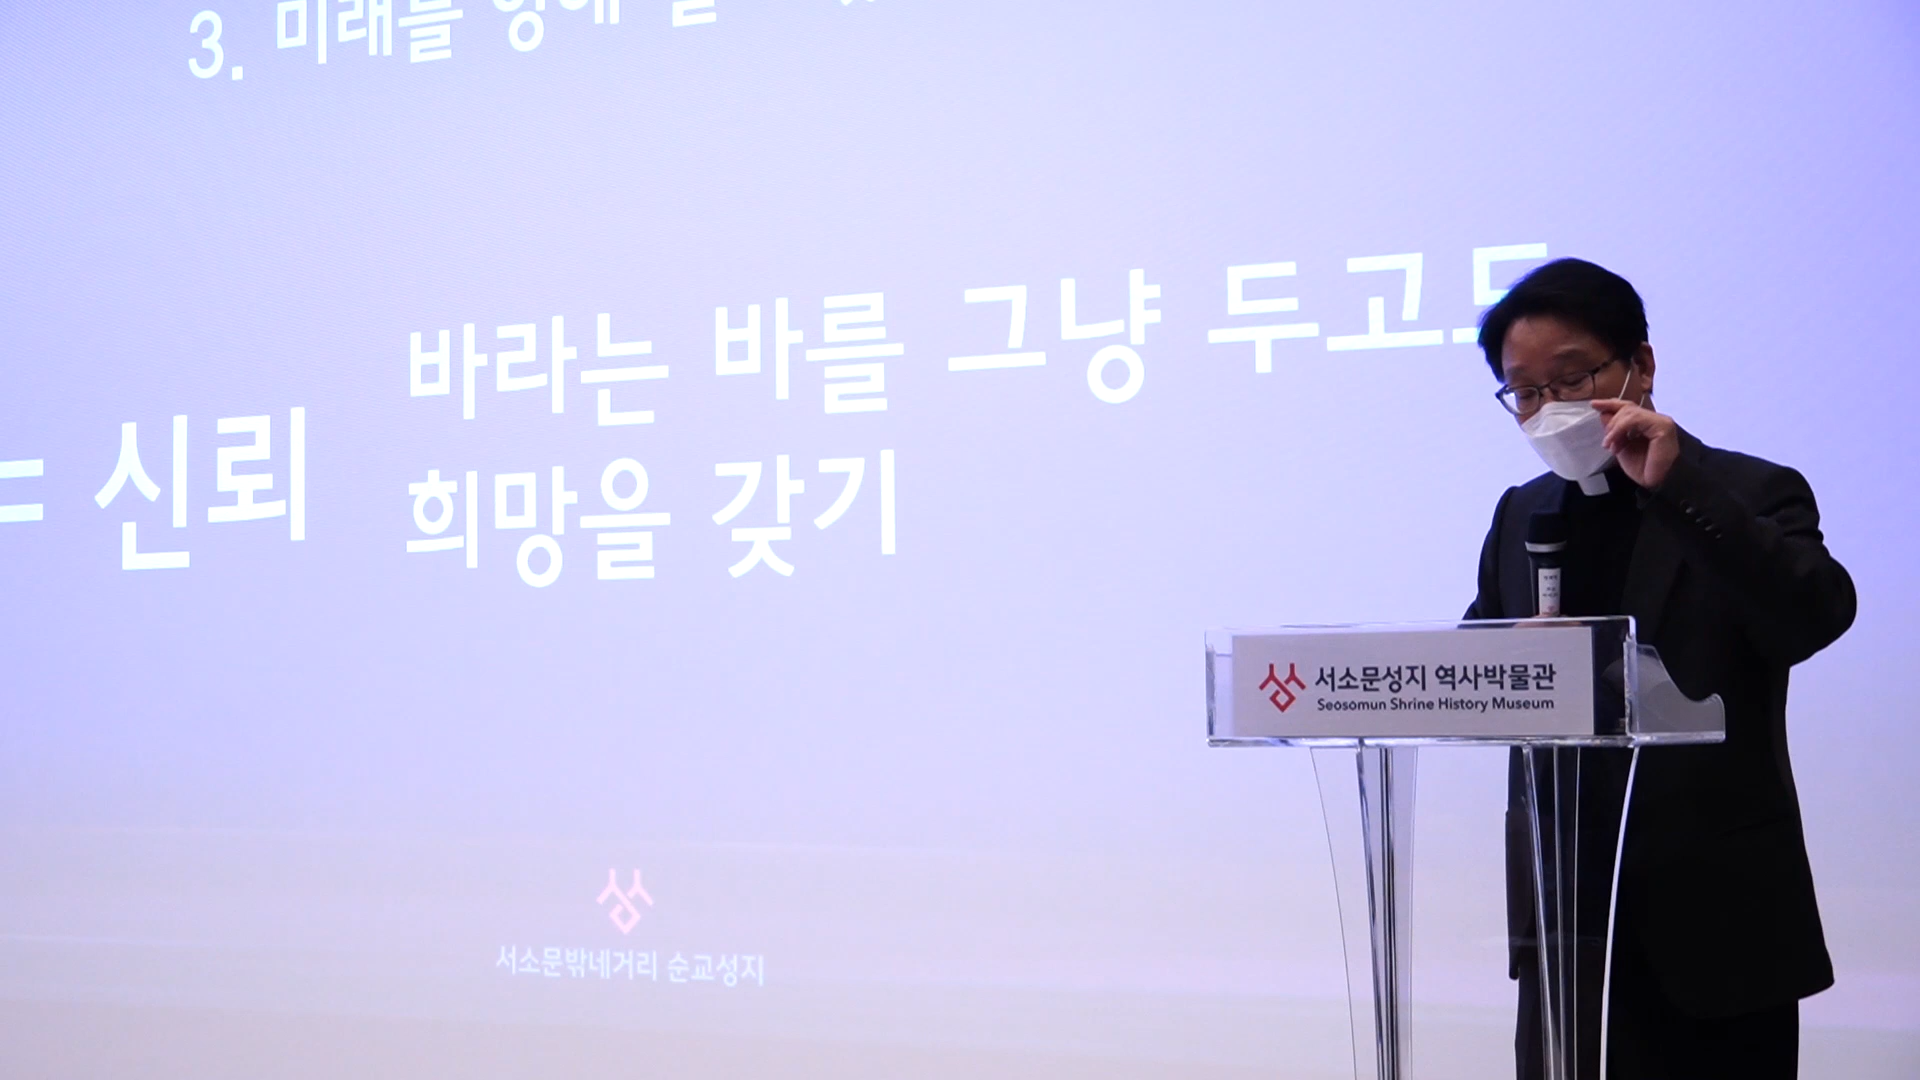 3. 미래를 향해
= 신뢰
바라는 바를 그냥 두고도
희망을 갖기
서소문성지 역사박물관
Seosomun Shrine History Museum
서소문밖네거리 순교성지